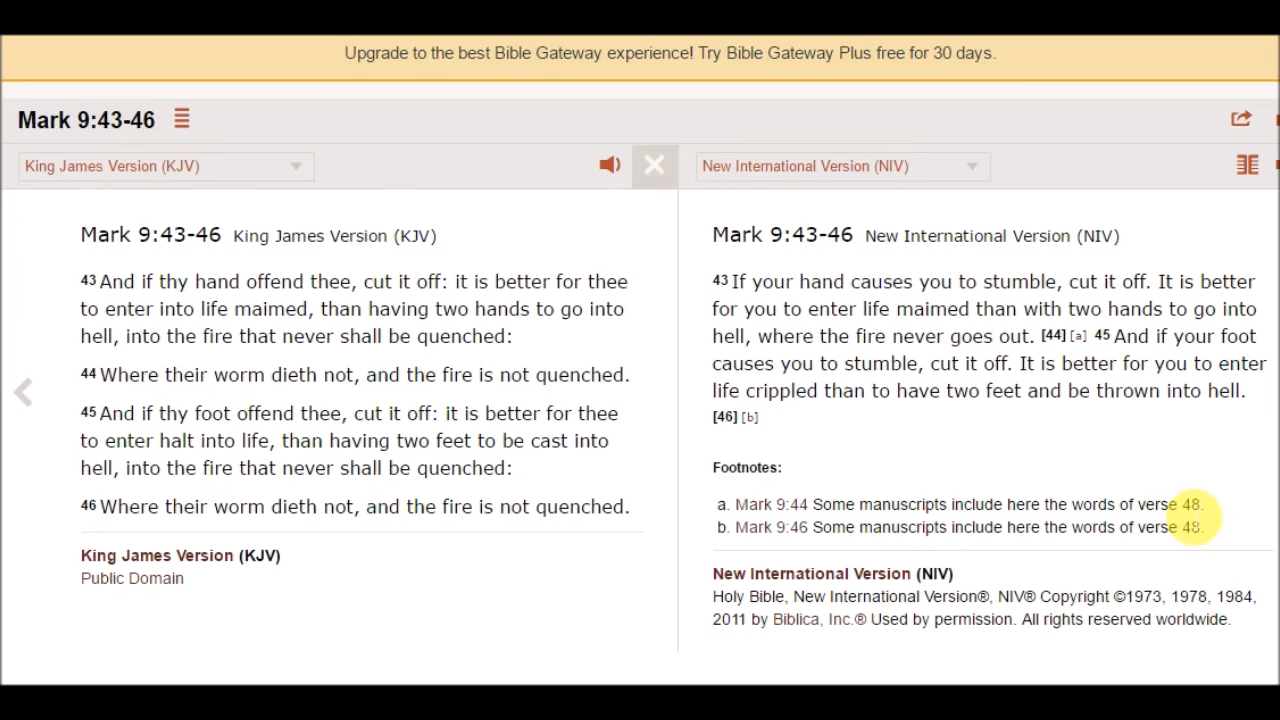 Upgrade to the best Bible Gateway experience! Try Bible Gateway Plus free for 30 days.
Mark 9:43-46
King James Version (KJV)
New International Version (NIV)
Mark 9:43-46 King James Version (KJV)
43 And if thy hand offend thee, cut it off: it is better for thee
to enter into life maimed, than having two hands to go into
hell, into the fire that never shall be quenched:
44 Where their worm dieth not, and the fire is not quenched.
45 And if thy foot offend thee, cut it off: it is better for thee
to enter halt into life, than having two feet to be cast into
hell, into the fire that never shall be quenched:
46 Where their worm dieth not, and the fire is not quenched.
King James Version (KJV)
Public Domain
Mark 9:43-46 New International Version (NIV)
43 If your hand causes you to stumble, cut it off. It is better
for you to enter life maimed than with two hands to go into
hell, where the fire never goes out. [44] [a] 45 And if your foot
causes you to stumble, cut it off. It is better for you to enter
life crippled than to have two feet and be thrown into hell.
[46] [b]
Footnotes:
a. Mark 9:44 Some manuscripts include here the words of verse 48.
b. Mark 9:46 Some manuscripts include here the words of verse 48.
New International Version (NIV)
Holy Bible, New International Version®, NIV® Copyright ©1973, 1978, 1984,
2011 by Biblica, Inc.® Used by permission. All rights reserved worldwide.